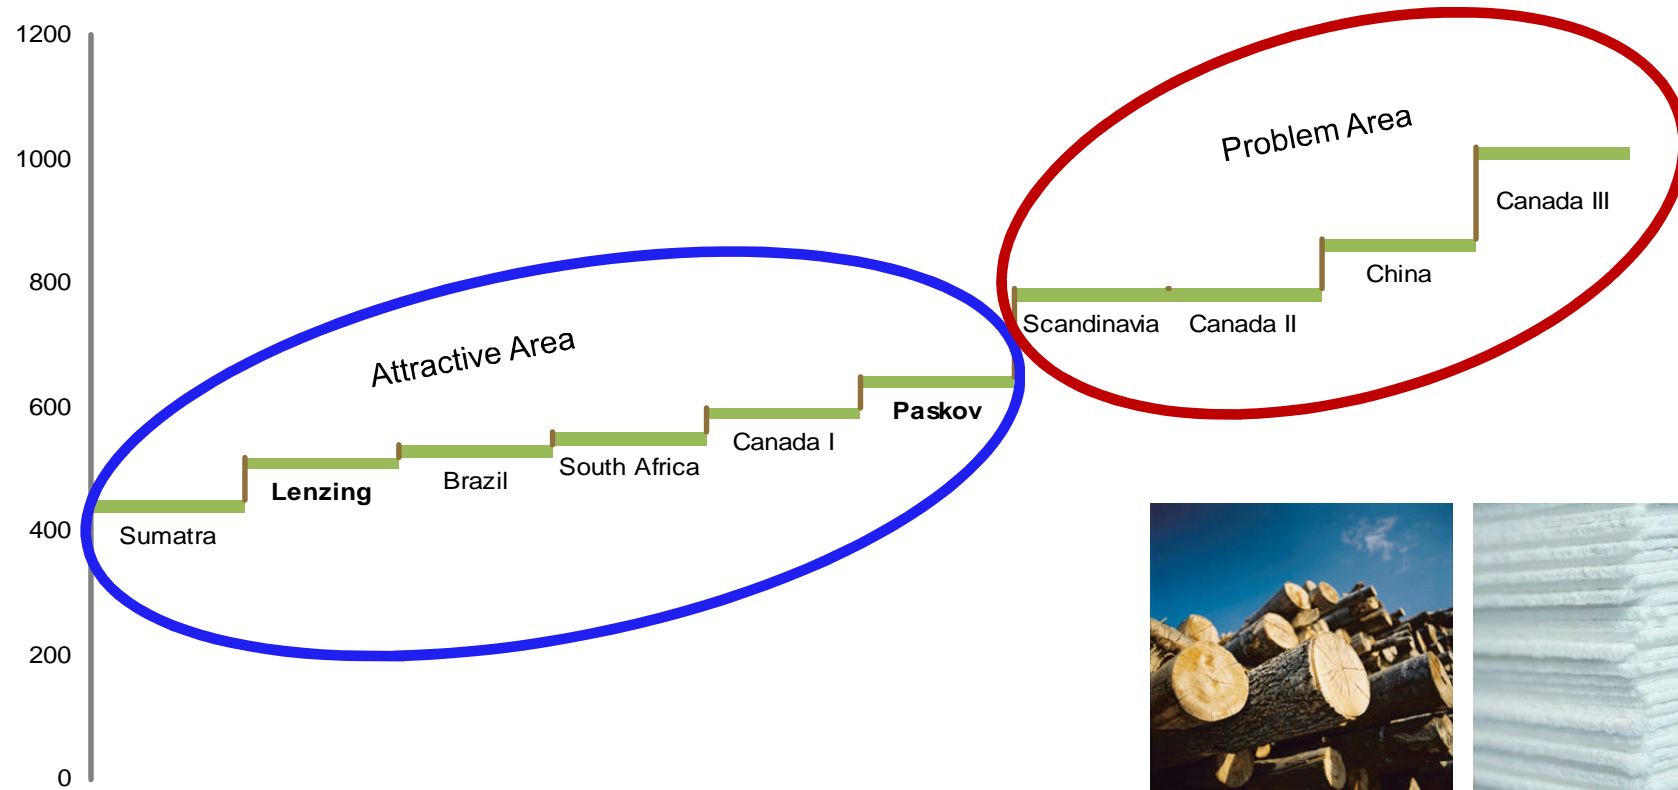 1200
1000
800
600
400
200
0
Attractive Area
Problem Area
Sumatra
Lenzing
Brazil
South Africa
Canada I
Paskov
Scandinavia
Canada II
China
Canada III